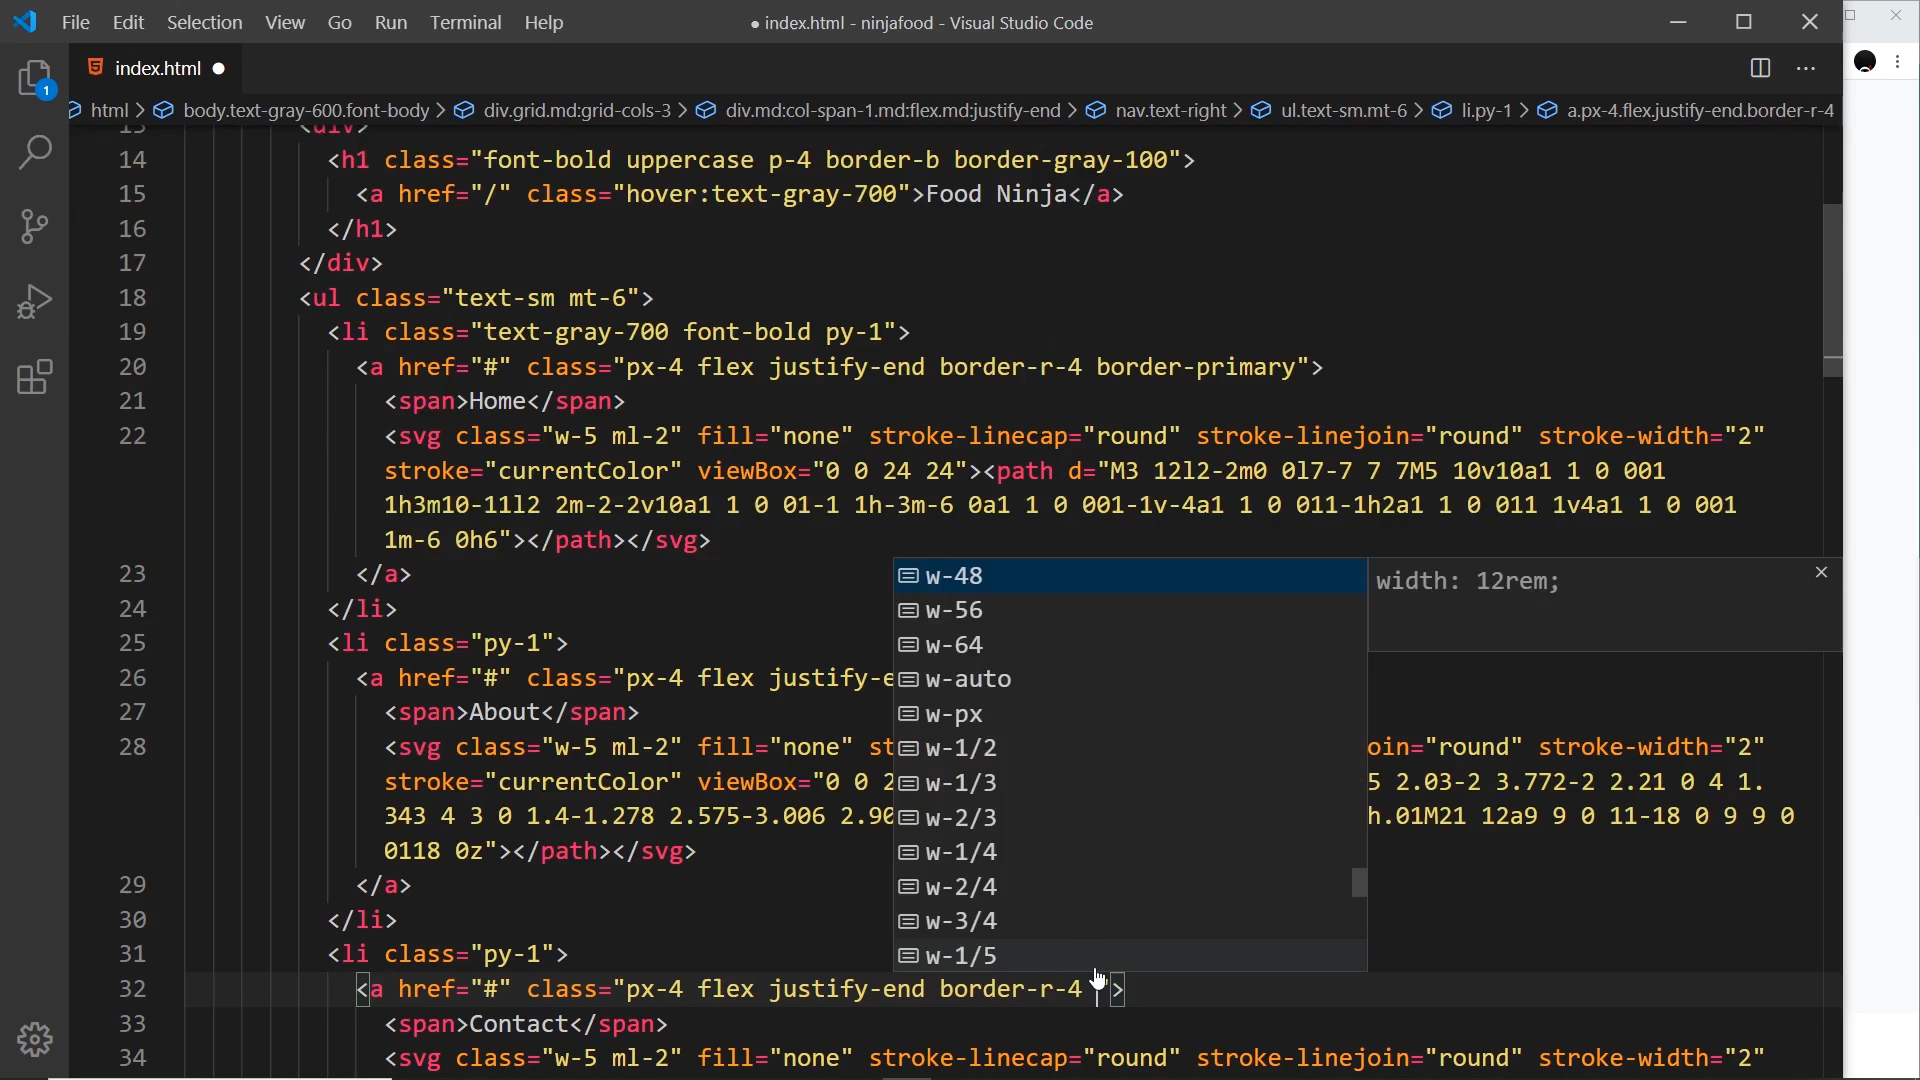 File Edit Selection View Go Run Terminal Help
● index.html - ninjafood - Visual Studio Code
index.html ●
html > body.text-gray-600.font-body > div.grid.md:grid-cols-3 > div.md:col-span-1.md:flex.md:justify-end > nav.text-right > ul.text-sm.mt-6 > li.py-1 > a.px-4.flex.justify-end.border-r-4
1
13 <div>
14 <h1 class="font-bold uppercase p-4 border-b border-gray-100">
15 <a href="/" class="hover:text-gray-700">Food Ninja</a>
16 </h1>
17 </div>
18 <ul class="text-sm mt-6">
19 <li class="text-gray-700 font-bold py-1">
20 <a href="#" class="px-4 flex justify-end border-r-4 border-primary">
21 <span>Home</span>
22 <svg class="w-5 ml-2" fill="none" stroke-linecap="round" stroke-linejoin="round" stroke-width="2"
stroke="currentColor" viewBox="0 0 24 24"><path d="M3 12l2-2m0 0l7-7 7 7M5 10v10a1 1 0 001
1h3m10-11l2 2m-2-2v10a1 1 0 01-1 1h-3m-6 0a1 1 0 001-1v-4a1 1 0 011-1h2a1 1 0 011 1v4a1 1 0 001
1m-6 0h6"></path></svg>
23 </a>
24 </li>
25 <li class="py-1">
26 <a href="#" class="px-4 flex justify-e
27 <span>About</span>
28 <svg class="w-5 ml-2" fill="none" st oin="round" stroke-width="2"
stroke="currentColor" viewBox="0 0 2 5 2.03-2 3.772-2 2.21 0 4 1.
343 4 3 0 1.4-1.278 2.575-3.006 2.90 h.01M21 12a9 9 0 11-18 0 9 9 0
0118 0z"></path></svg>
29 </a>
30 </li>
31 <li class="py-1">
32 <a href="#" class="px-4 flex justify-end border-r-4 ">
33 <span>Contact</span>
34 <svg class="w-5 ml-2" fill="none" stroke-linecap="round" stroke-linejoin="round" stroke-width="2"
w-48
width: 12rem;
w-56
w-64
w-auto
w-px
w-1/2
w-1/3
w-2/3
w-1/4
w-2/4
w-3/4
w-1/5